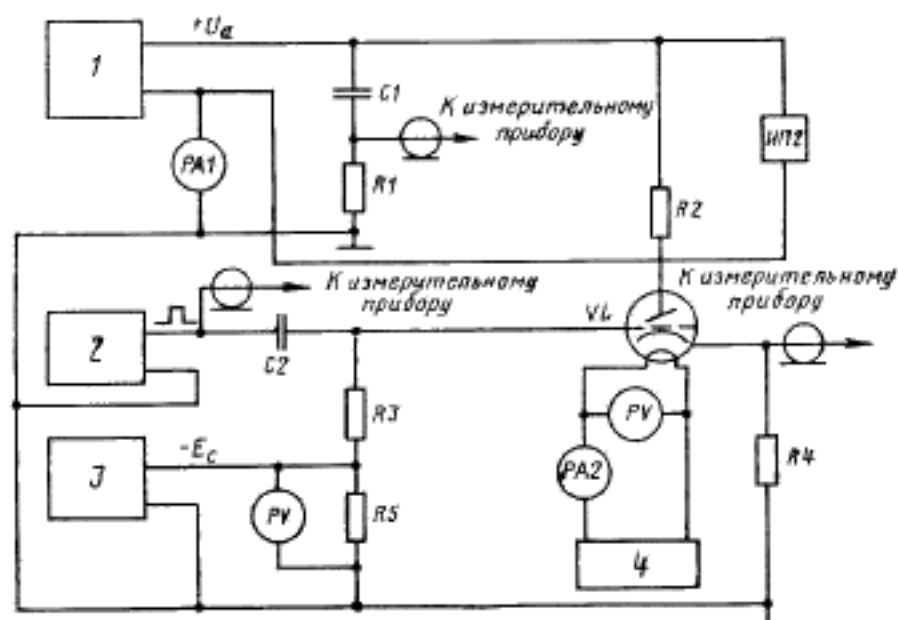 +Uа
1
C1
К измерительному
прибору
ИП2
PA1
R1
R2
К измерительному
прибору
К измерительному
прибору
VL
2
C2
R3
PV
-Ec
PA2
R4
3
PV
R5
4